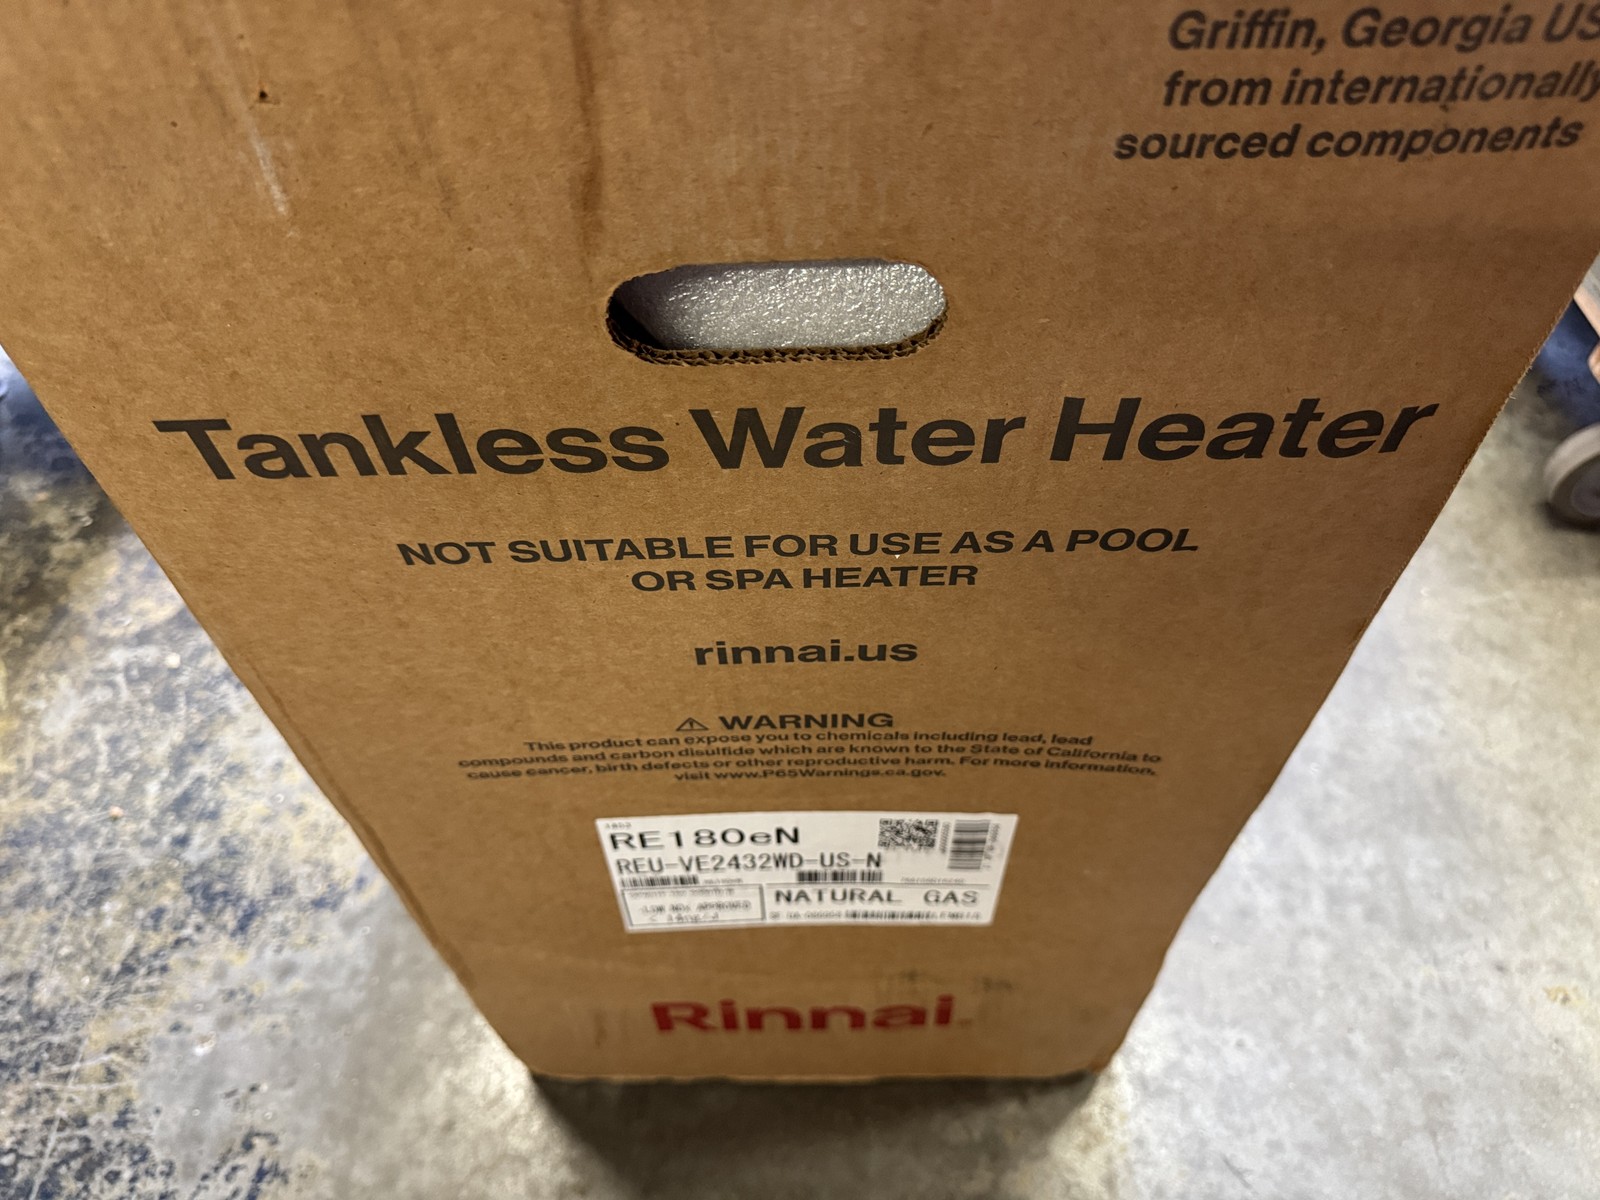 Griffin, Georgia US
from internationally
sourced components
Tankless Water Heater
NOT SUITABLE FOR USE AS A POOL
OR SPA HEATER
rinnai.us
⚠ WARNING
This product can expose you to chemicals including lead, lead
compounds and carbon disulfide which are known to the State of California to
cause cancer, birth defects or other reproductive harm. For more information,
visit www.P65Warnings.ca.gov.
RE180eN
REU-VE2432WD-US-N
NATURAL GAS
Rinnai